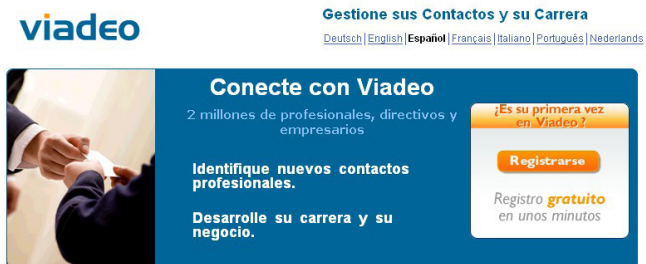 viadeo
Gestione sus Contactos y su Carrera
Deutsch | English | Español | Français | Italiano | Português | Nederlands
Conecte con Viadeo
2 millones de profesionales, directivos y
empresarios
¿Es su primera vez
en Viadeo?
Identifique nuevos contactos
profesionales.
Registrarse
Desarrolle su carrera y su
negocio.
Registro gratuito
en unos minutos